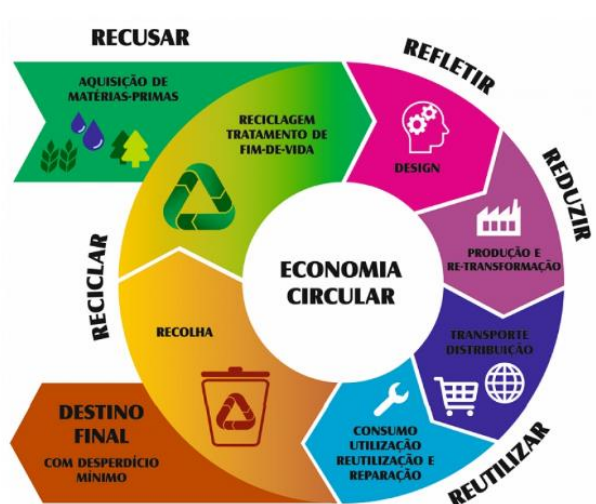 RECUSAR
AQUISIÇÃO DE
MATÉRIAS-PRIMAS
RECICLAGEM
TRATAMENTO DE
FIM-DE-VIDA
REFLETIR
DESIGN
REDUZIR
PRODUÇÃO E
RE-TRANSFORMAÇÃO
ECONOMIA
CIRCULAR
TRANSPORTE
DISTRIBUIÇÃO
REUTILIZAR
CONSUMO
UTILIZAÇÃO
REUTILIZAÇÃO E
REPARAÇÃO
RECICLAR
RECOLHA
DESTINO
FINAL
COM DESPERDÍCIO
MÍNIMO